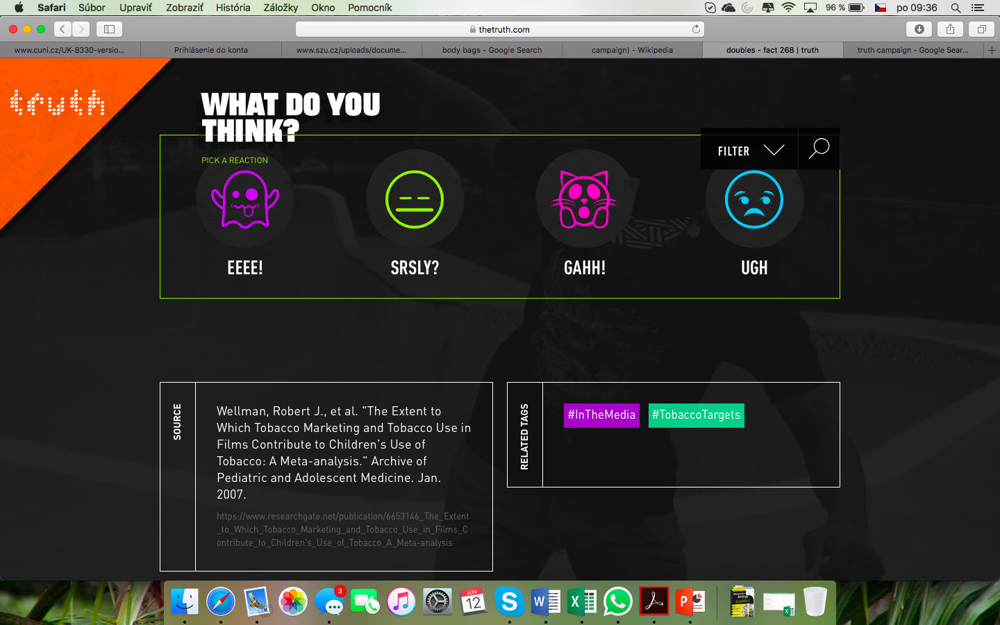 Safari Súbor Upraviť Zobraziť História Záložky Okno Pomocník 96 % po 09:36
thetruth.com
www.cuni.cz/UK-8330-versio... Prihlásenie do konta www.szu.cz/uploads/docume... body bags - Google Search campaign) - Wikipedia doubles - fact 268 | truth truth campaign - Google Sear...
truth
WHAT DO YOU
THINK?
FILTER
PICK A REACTION
EEEE! SRSLY? GAHH! UGH
SOURCE
Wellman, Robert J., et al. "The Extent to
Which Tobacco Marketing and Tobacco Use in
Films Contribute to Children's Use of
Tobacco: A Meta-analysis." Archive of
Pediatric and Adolescent Medicine. Jan.
2007.
https://www.researchgate.net/publication/6653146_The_Extent
_to_Which_Tobacco_Marketing_and_Tobacco_Use_in_Films_C
ontribute_to_Children's_Use_of_Tobacco_A_Meta-analysis
RELATED TAGS
#InTheMedia #TobaccoTargets
3
JÚN
12